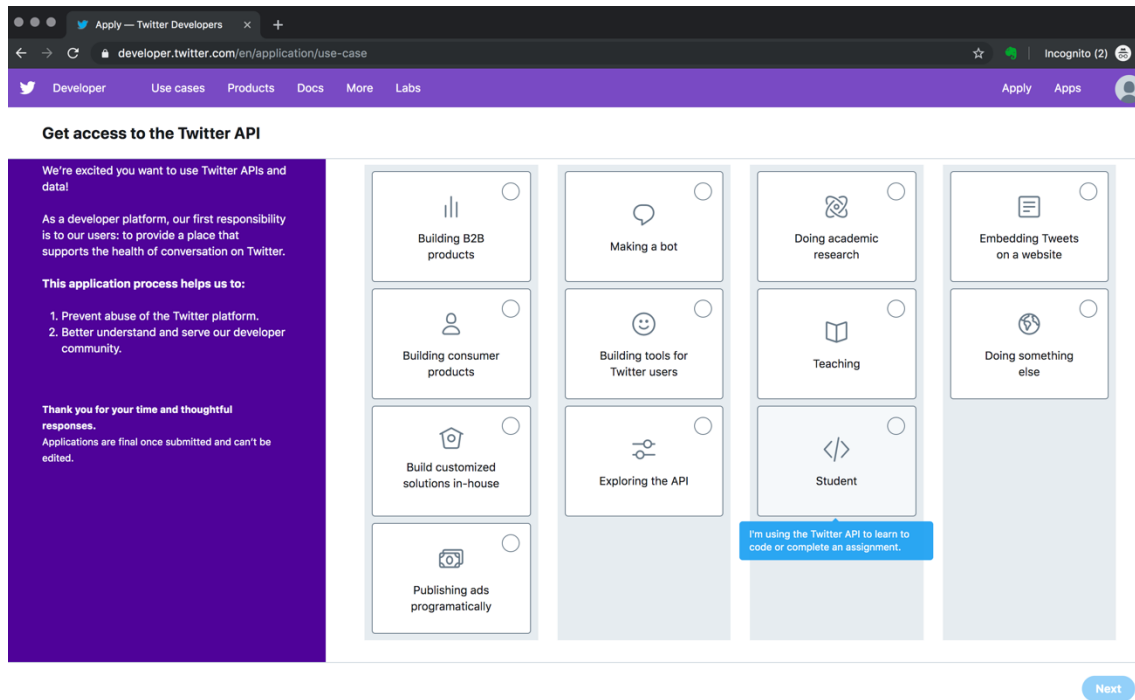 Apply — Twitter Developers
developer.twitter.com/en/application/use-case
Incognito (2)
Developer Use cases Products Docs More Labs Apply Apps
Get access to the Twitter API
We're excited you want to use Twitter APIs and
data!
As a developer platform, our first responsibility
is to our users: to provide a place that
supports the health of conversation on Twitter.
This application process helps us to:
1. Prevent abuse of the Twitter platform.
2. Better understand and serve our developer
community.
Thank you for your time and thoughtful
responses.
Applications are final once submitted and can't be
edited.
Building B2B
products
Making a bot
Doing academic
research
Embedding Tweets
on a website
Building consumer
products
Building tools for
Twitter users
Teaching
Doing something
else
Build customized
solutions in-house
Exploring the API
Student
I'm using the Twitter API to learn to
code or complete an assignment.
Publishing ads
programatically
Next